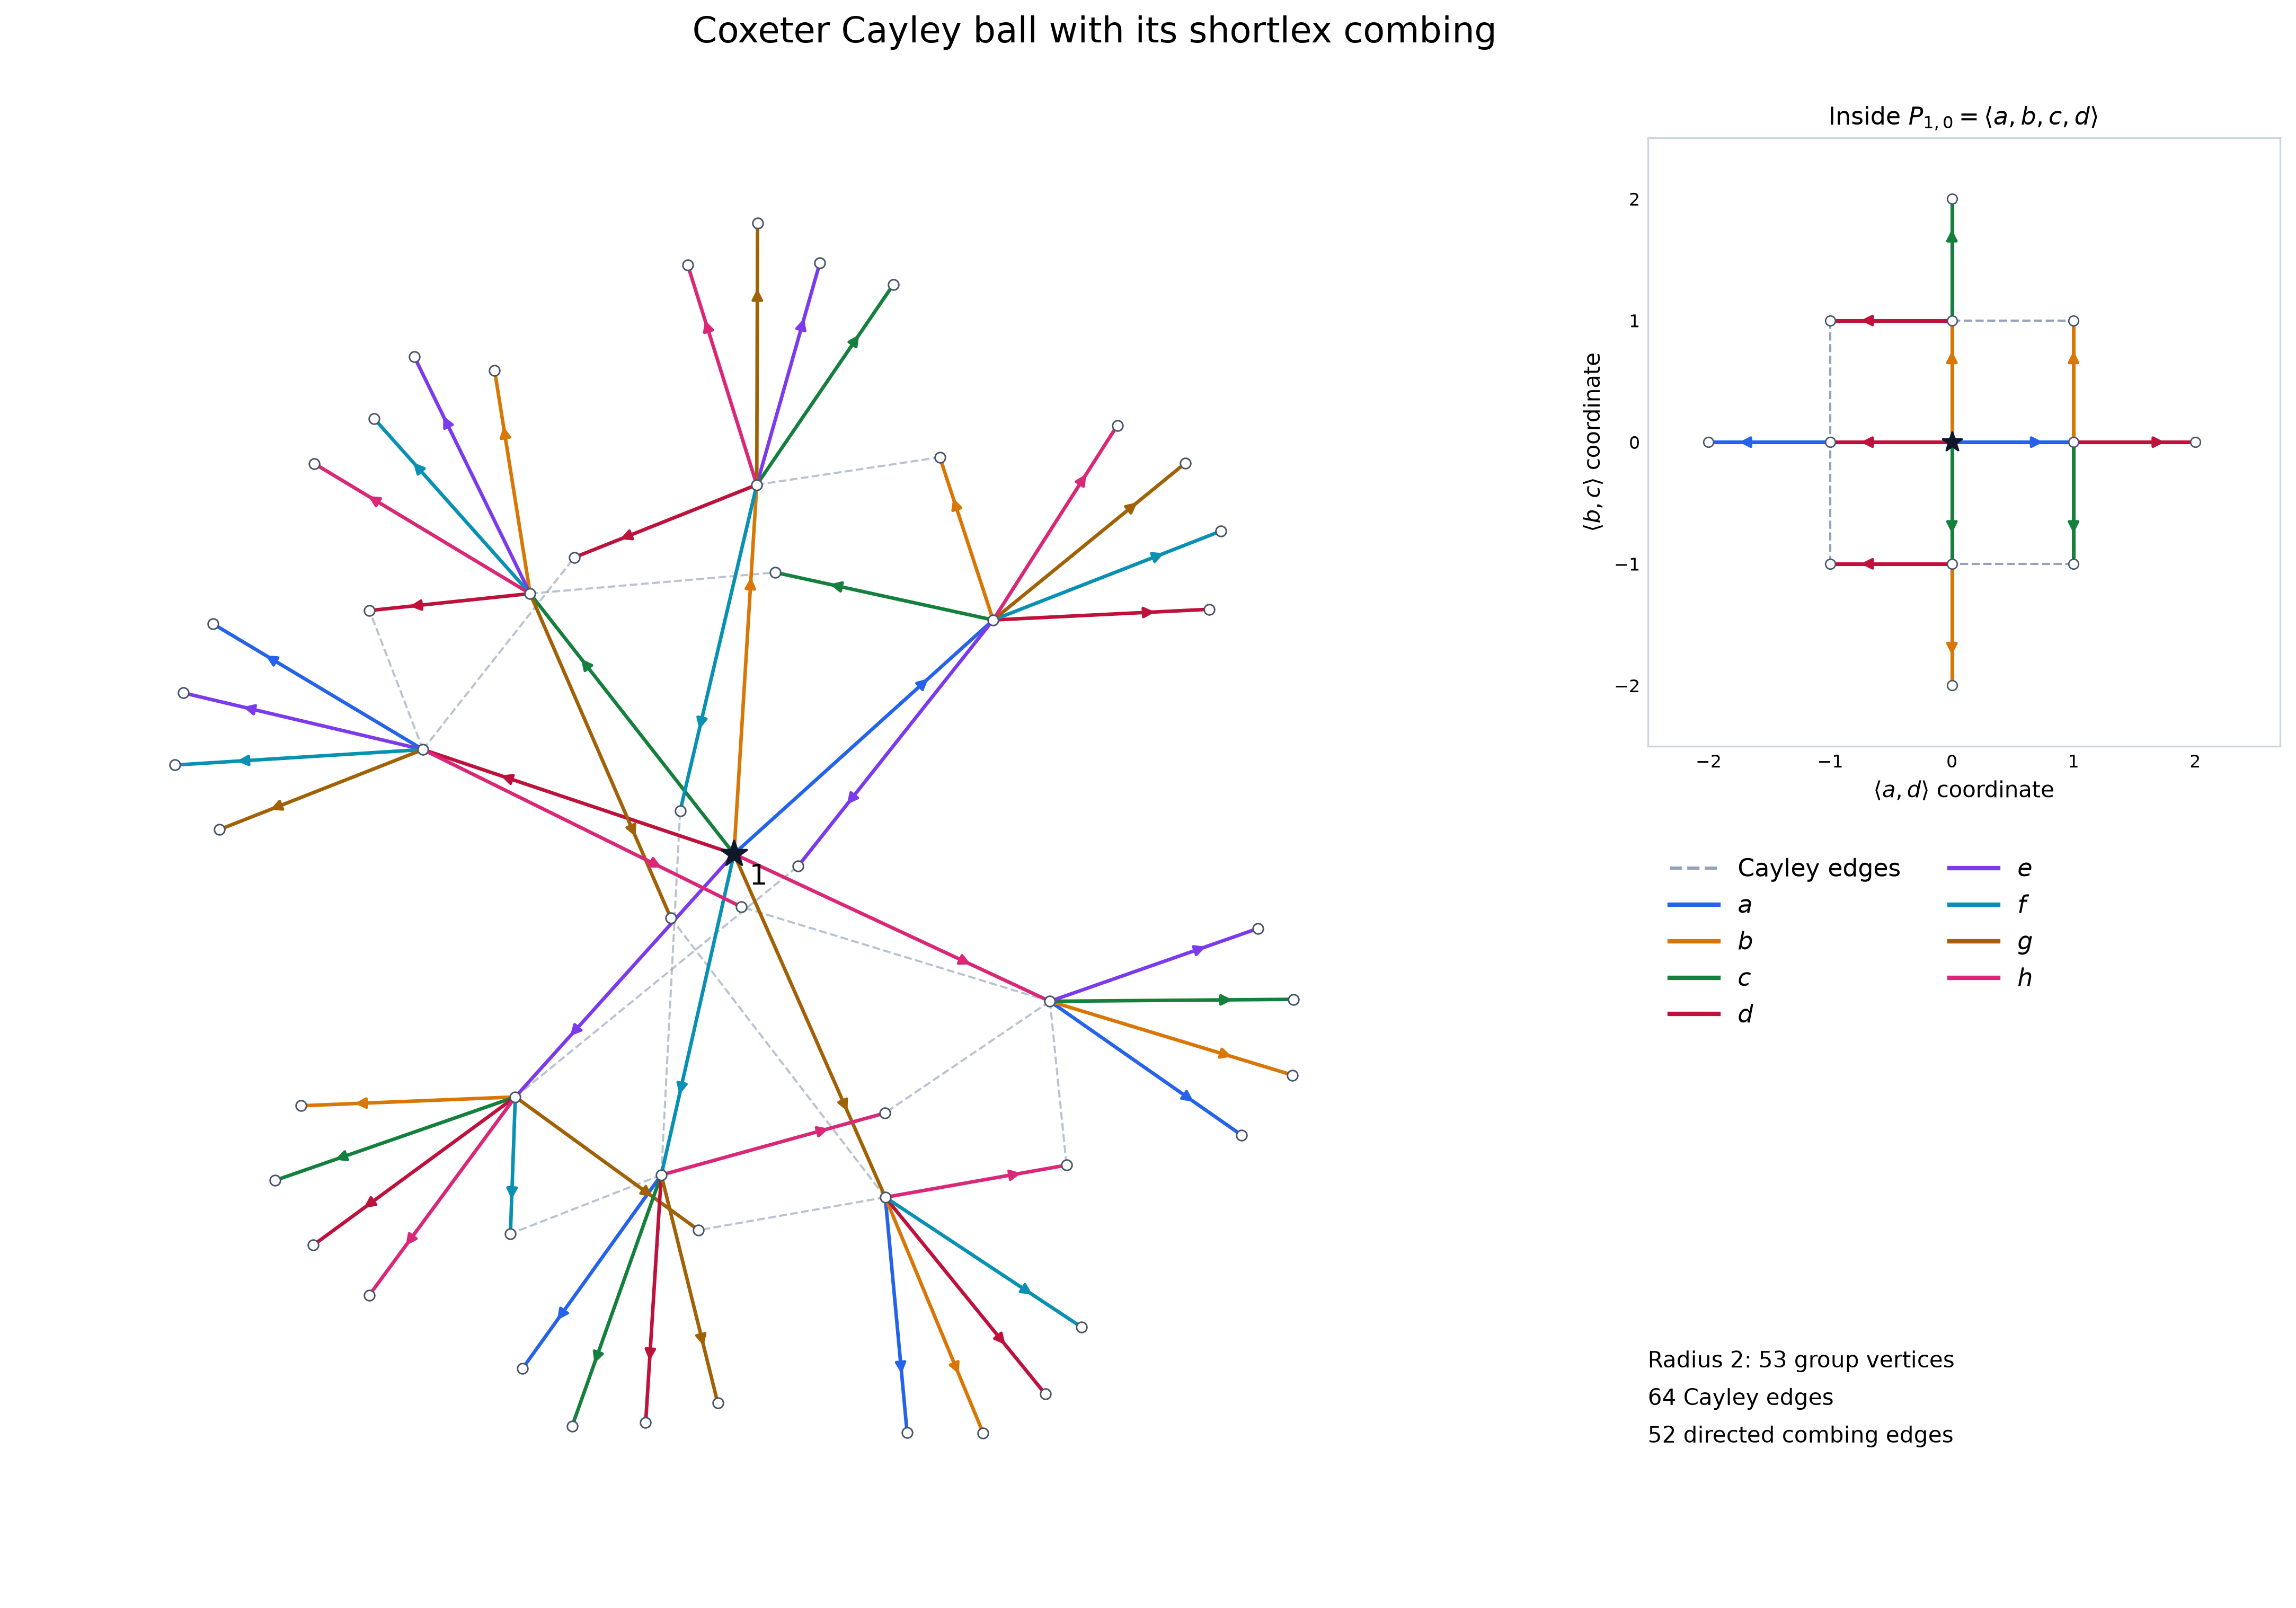 Coxeter Cayley ball with its shortlex combing
Inside P₁,₀ = ⟨a, b, c, d⟩
2
1
0
−1
−2
⟨b, c⟩ coordinate
−2 −1 0 1 2
⟨a, d⟩ coordinate
1
Cayley edges
a
b
c
d
e
f
g
h
Radius 2: 53 group vertices
64 Cayley edges
52 directed combing edges